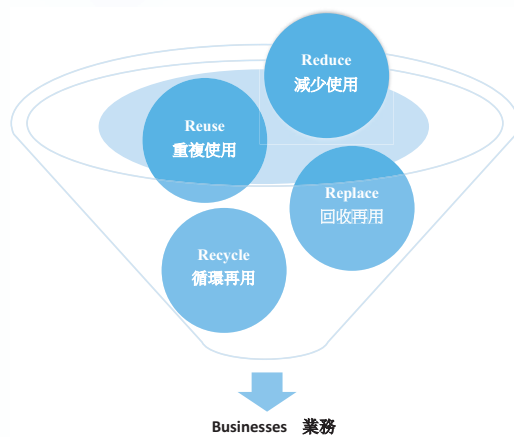 Reduce
減少使用
Reuse
重複使用
Replace
回收再用
Recycle
循環再用
Businesses 業務